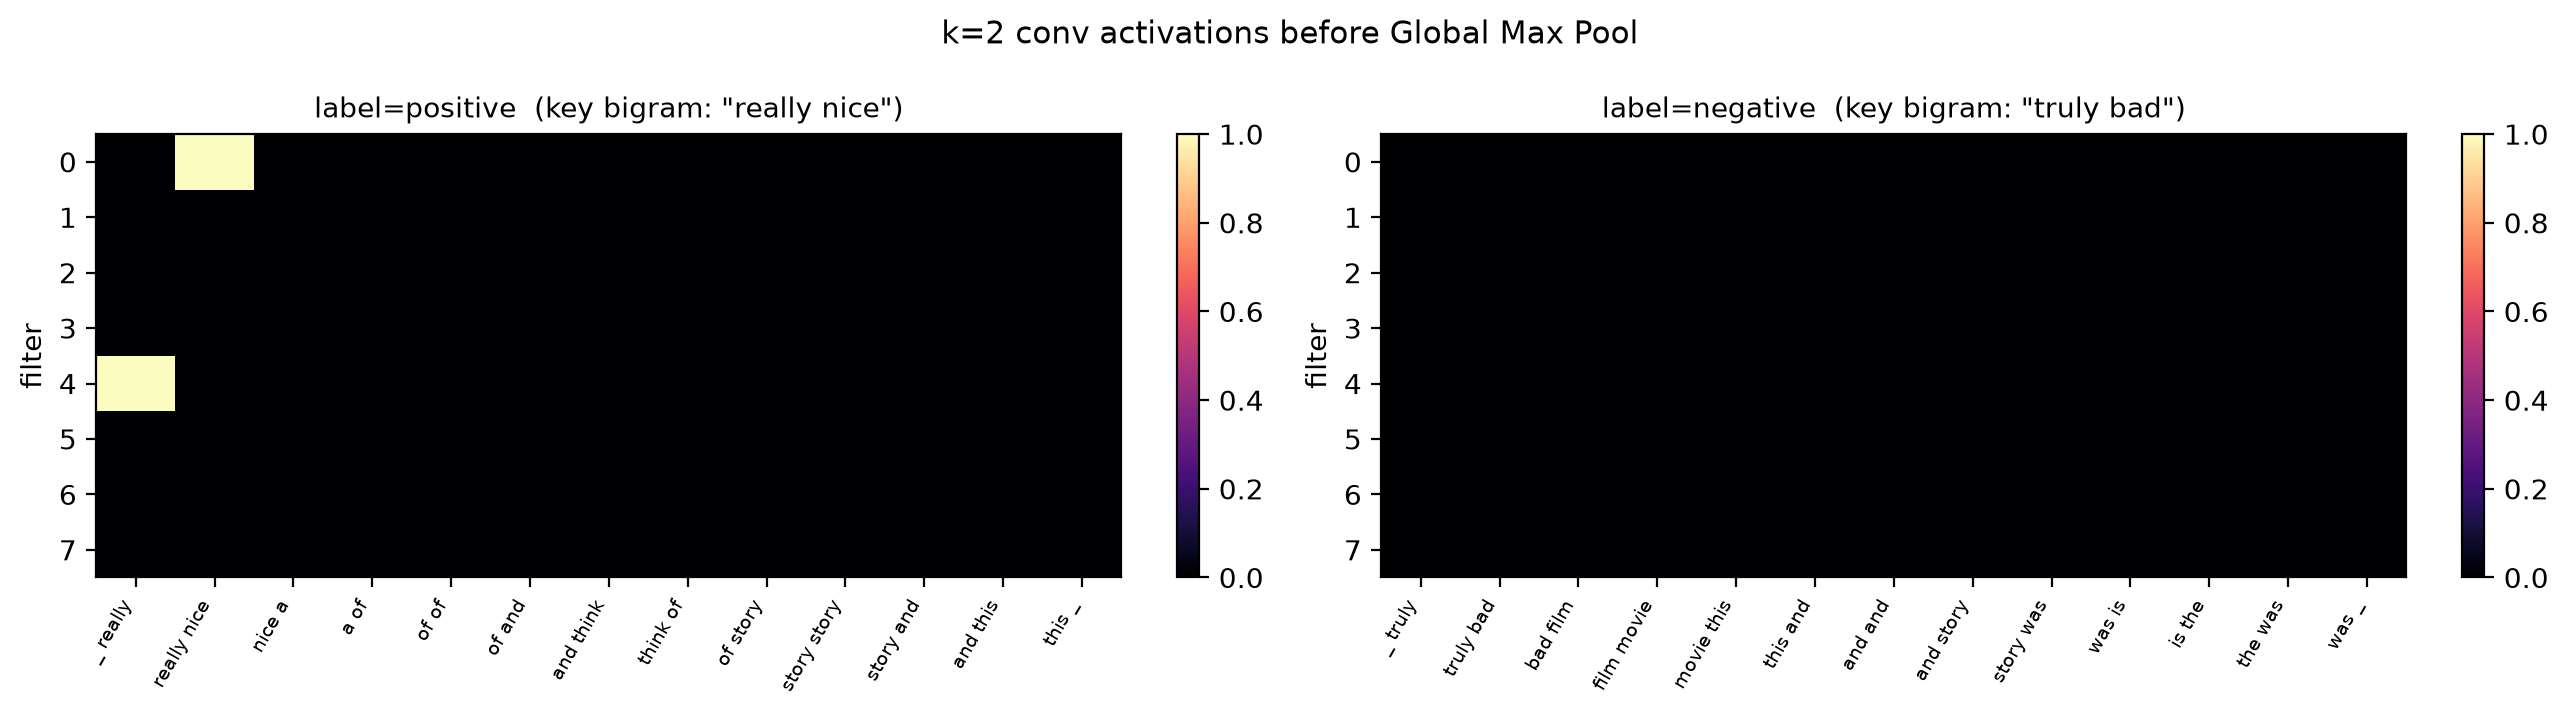 k=2 conv activations before Global Max Pool
label=positive  (key bigram: "really nice")
filter
0
1
2
3
4
5
6
7
_ really
really nice
nice a
a of
of of
of and
and think
think of
of story
story story
story and
and this
this _
1.0
0.8
0.6
0.4
0.2
0.0
label=negative  (key bigram: "truly bad")
filter
0
1
2
3
4
5
6
7
_ truly
truly bad
bad film
film movie
movie this
this and
and and
and story
story was
was is
is the
the was
was _
1.0
0.8
0.6
0.4
0.2
0.0